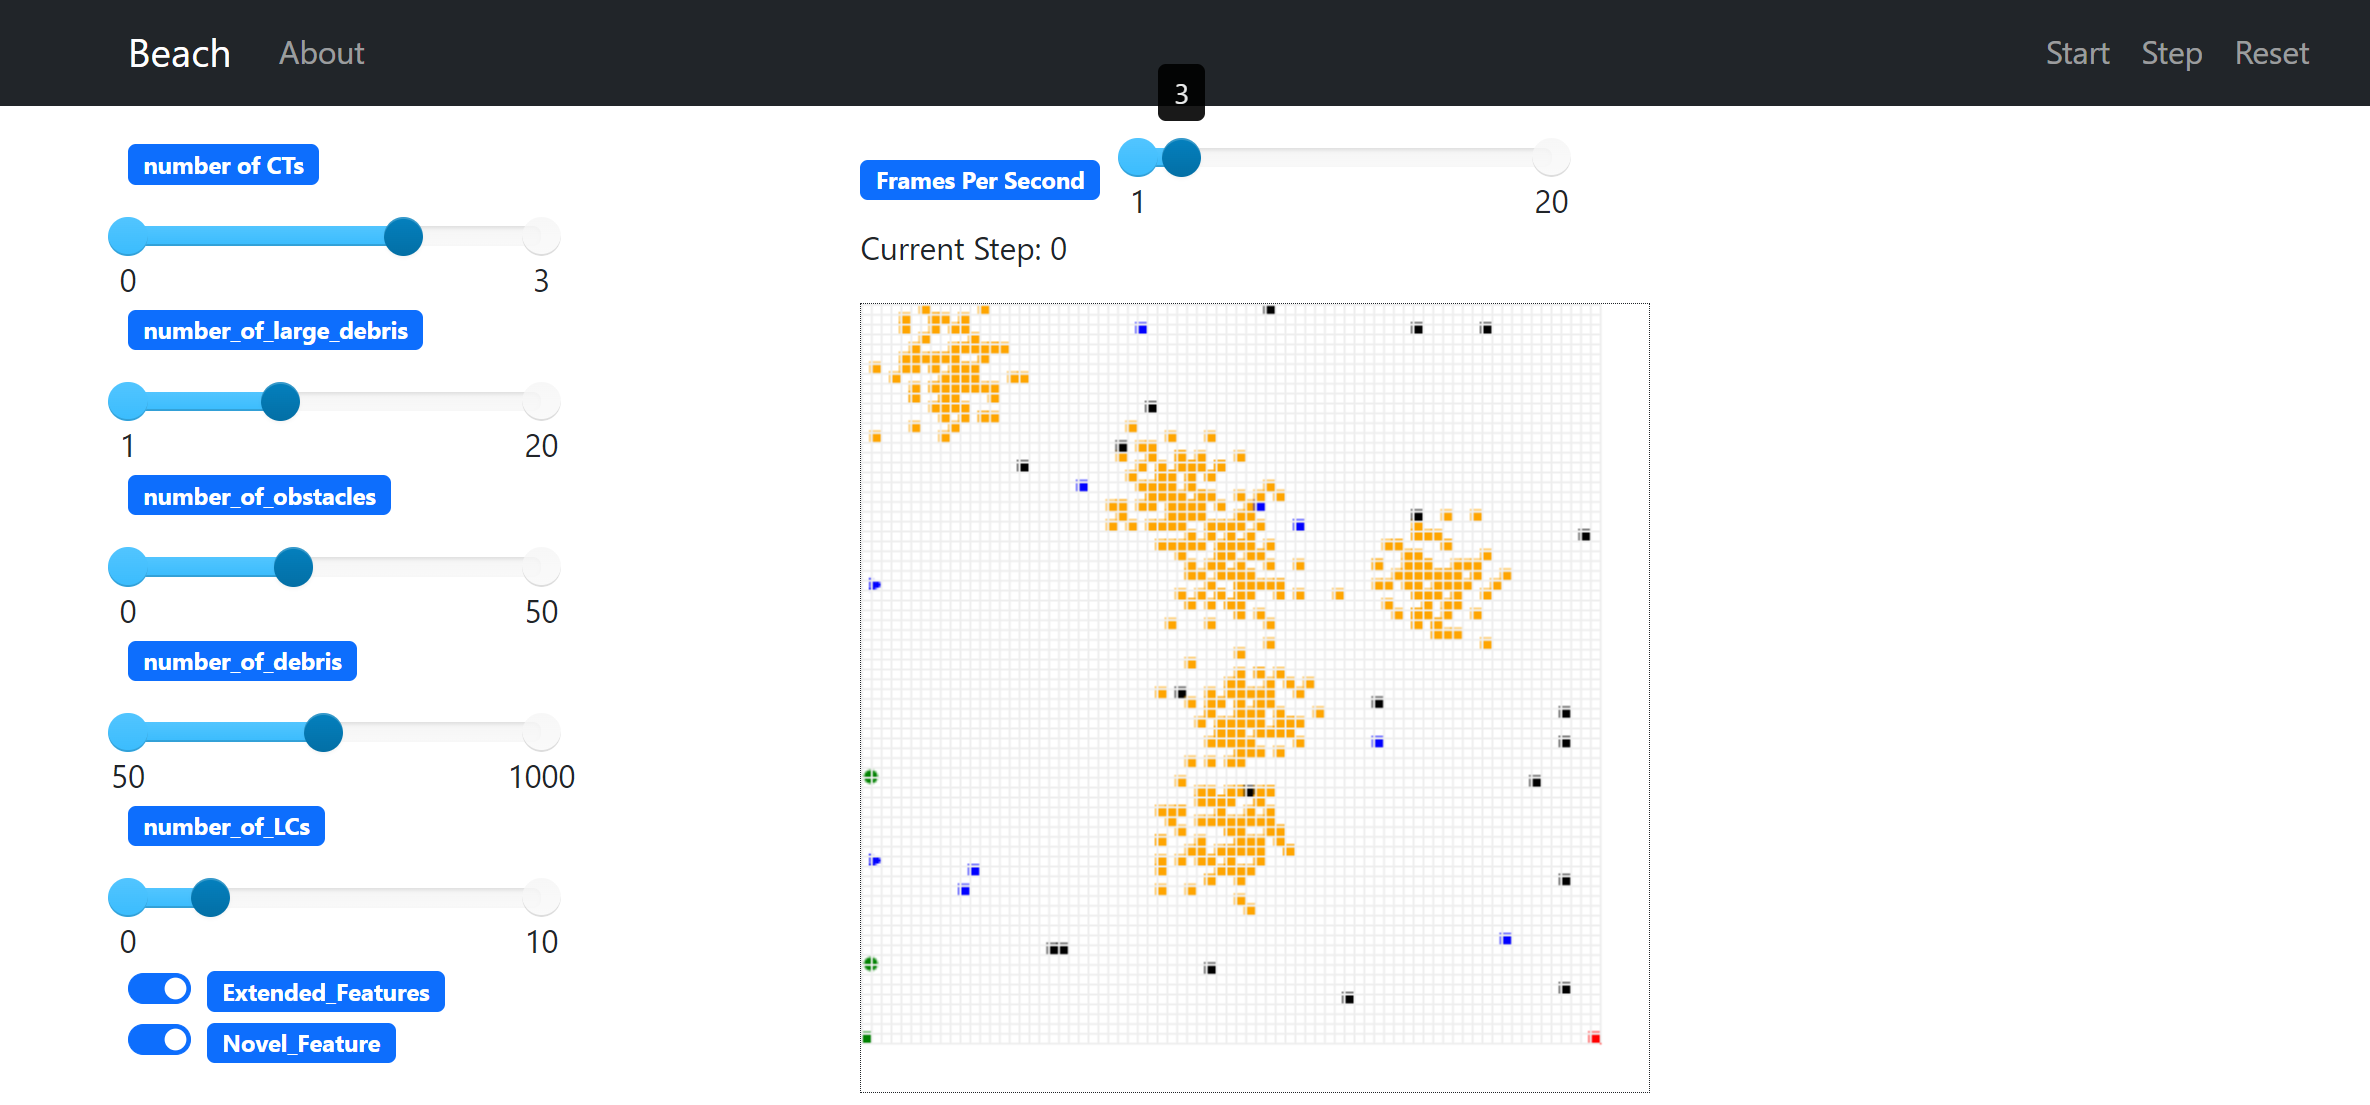 Beach About Start Step Reset
3
number of CTs
0 3
number_of_large_debris
1 20
number_of_obstacles
0 50
number_of_debris
50 1000
number_of_LCs
0 10
Extended_Features
Novel_Feature
Frames Per Second
1 20
Current Step: 0